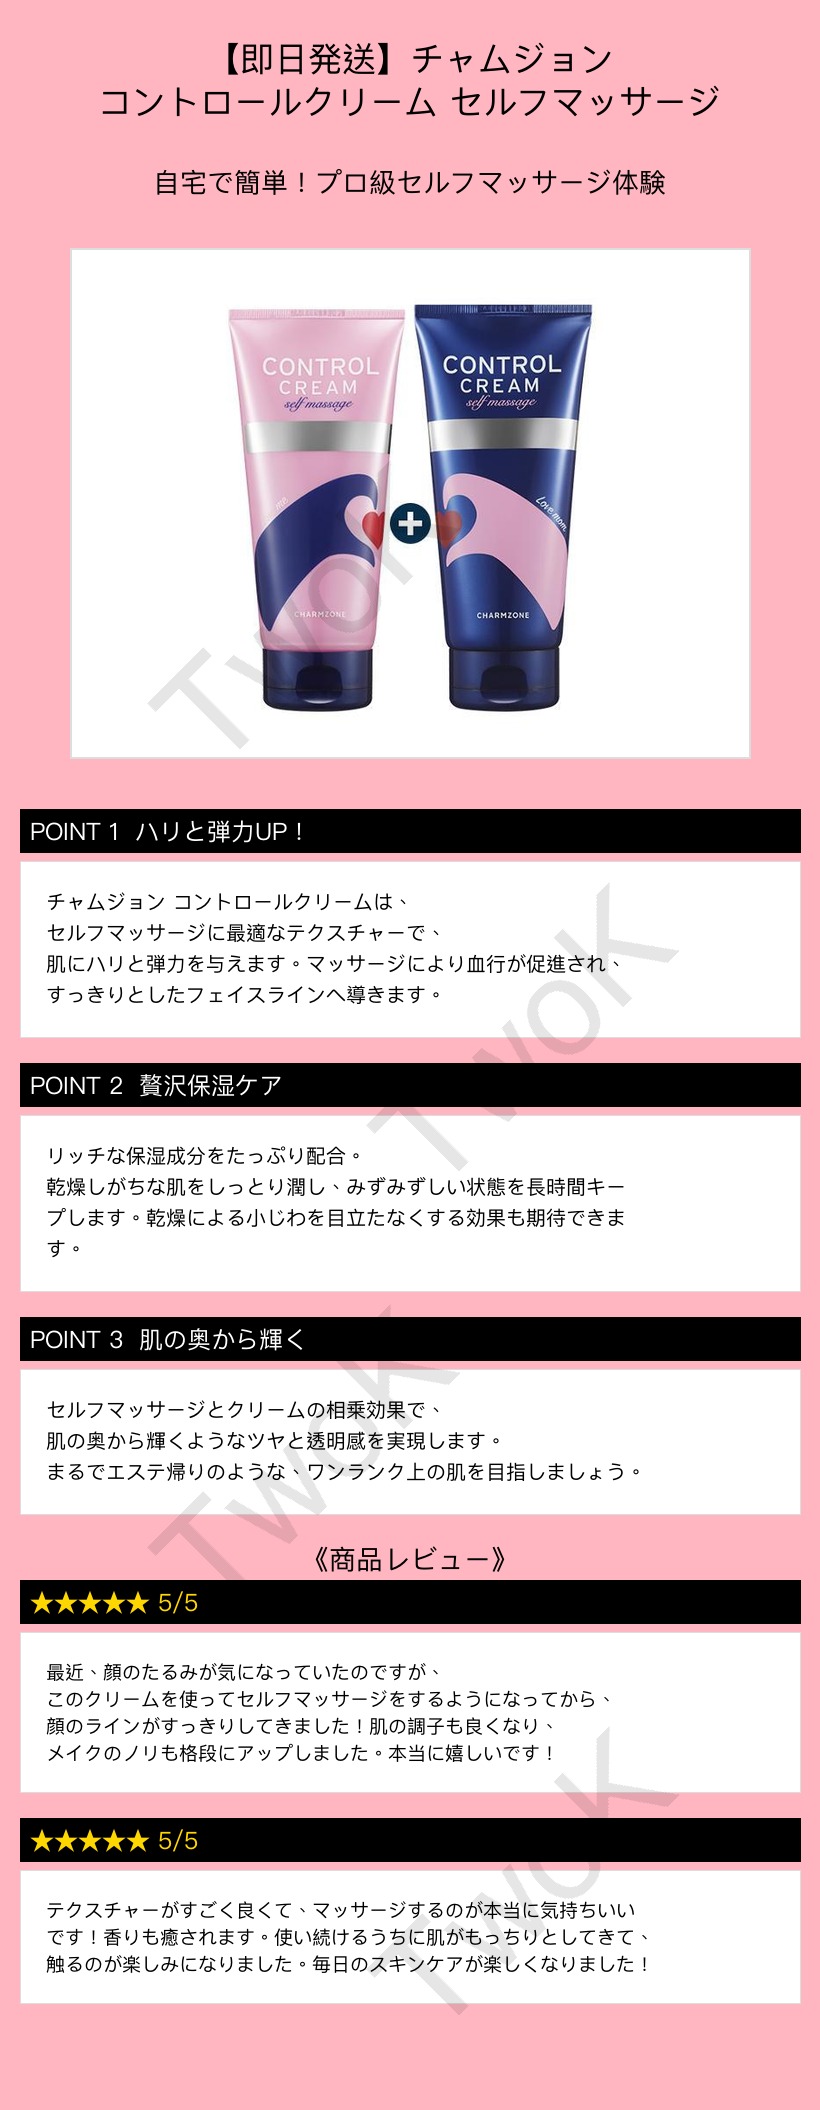 【即日発送】チャムジョン
コントロールクリーム セルフマッサージ
自宅で簡単！プロ級セルフマッサージ体験
CONTROL
CREAM
self massage
CHARMZONE
CONTROL
CREAM
self massage
Love mom
CHARMZONE
TwoK
POINT 1 ハリと弾力UP！
チャムジョン コントロールクリームは、
セルフマッサージに最適なテクスチャーで、
肌にハリと弾力を与えます。マッサージにより血行が促進され、
すっきりとしたフェイスラインへ導きます。
TwoK
POINT 2 贅沢保湿ケア
リッチな保湿成分をたっぷり配合。
乾燥しがちな肌をしっとり潤し、みずみずしい状態を長時間キー
プします。乾燥による小じわを目立たなくする効果も期待できま
す。
POINT 3 肌の奥から輝く
セルフマッサージとクリームの相乗効果で、
肌の奥から輝くようなツヤと透明感を実現します。
まるでエステ帰りのような、ワンランク上の肌を目指しましょう。
TwoK
《商品レビュー》
★★★★★ 5/5
最近、顔のたるみが気になっていたのですが、
このクリームを使ってセルフマッサージをするようになってから、
顔のラインがすっきりしてきました！肌の調子も良くなり、
メイクのノリも格段にアップしました。本当に嬉しいです！
★★★★★ 5/5
テクスチャーがすごく良くて、マッサージするのが本当に気持ちいい
です！香りも癒されます。使い続けるうちに肌がもっちりとしてきて、
触るのが楽しみになりました。毎日のスキンケアが楽しくなりました！
TwoK